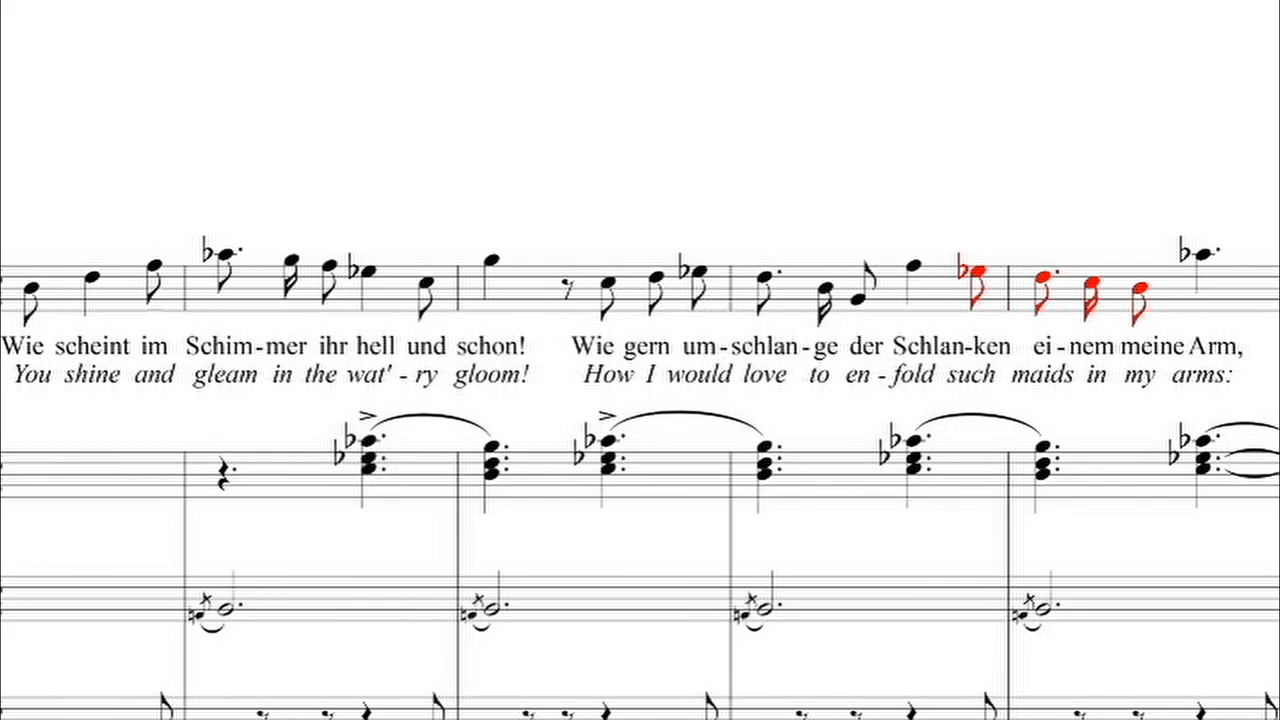 Wie scheint im Schim-mer ihr hell und schon! Wie gern um-schlan-ge der Schlan-ken ei-nem meine Arm,
You shine and gleam in the wat'-ry gloom! How I would love to en-fold such maids in my arms: